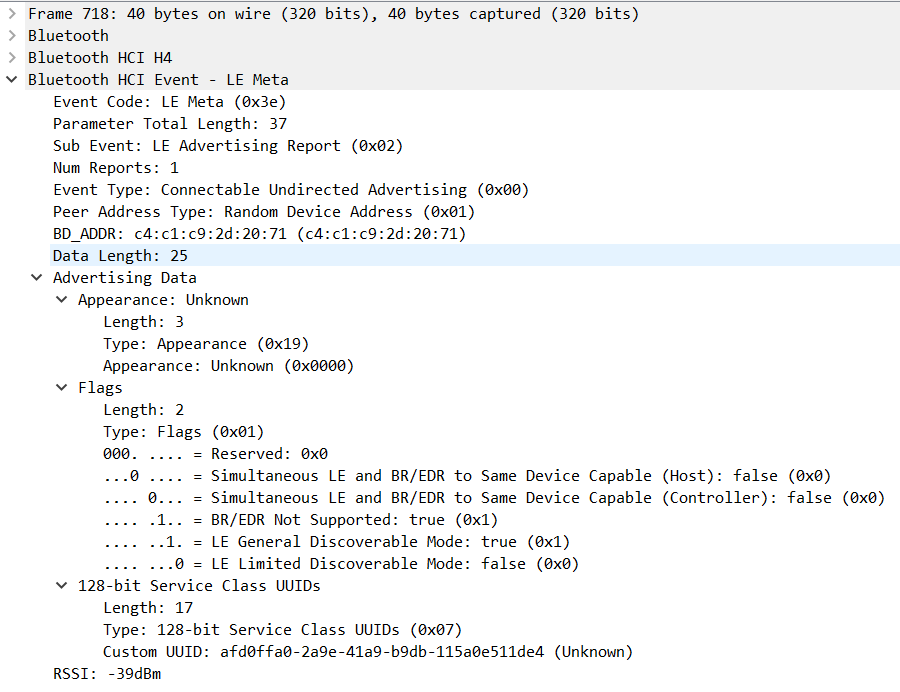 Frame 718: 40 bytes on wire (320 bits), 40 bytes captured (320 bits)
Bluetooth
Bluetooth HCI H4
Bluetooth HCI Event - LE Meta
Event Code: LE Meta (0x3e)
Parameter Total Length: 37
Sub Event: LE Advertising Report (0x02)
Num Reports: 1
Event Type: Connectable Undirected Advertising (0x00)
Peer Address Type: Random Device Address (0x01)
BD_ADDR: c4:c1:c9:2d:20:71 (c4:c1:c9:2d:20:71)
Data Length: 25
Advertising Data
Appearance: Unknown
Length: 3
Type: Appearance (0x19)
Appearance: Unknown (0x0000)
Flags
Length: 2
Type: Flags (0x01)
000. .... = Reserved: 0x0
...0 .... = Simultaneous LE and BR/EDR to Same Device Capable (Host): false (0x0)
.... 0... = Simultaneous LE and BR/EDR to Same Device Capable (Controller): false (0x0)
.... .1.. = BR/EDR Not Supported: true (0x1)
.... ..1. = LE General Discoverable Mode: true (0x1)
.... ...0 = LE Limited Discoverable Mode: false (0x0)
128-bit Service Class UUIDs
Length: 17
Type: 128-bit Service Class UUIDs (0x07)
Custom UUID: afd0ffa0-2a9e-41a9-b9db-115a0e511de4 (Unknown)
RSSI: -39dBm